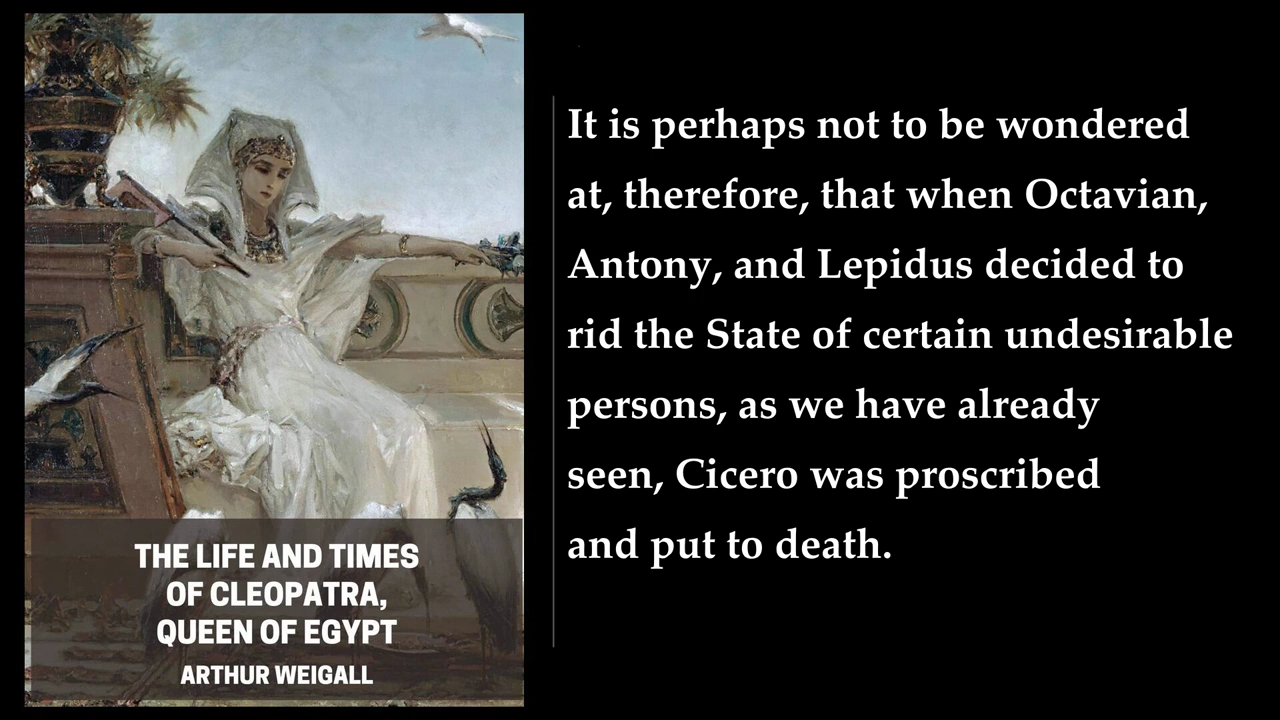 THE LIFE AND TIMES
OF CLEOPATRA,
QUEEN OF EGYPT
ARTHUR WEIGALL
It is perhaps not to be wondered
at, therefore, that when Octavian,
Antony, and Lepidus decided to
rid the State of certain undesirable
persons, as we have already
seen, Cicero was proscribed
and put to death.